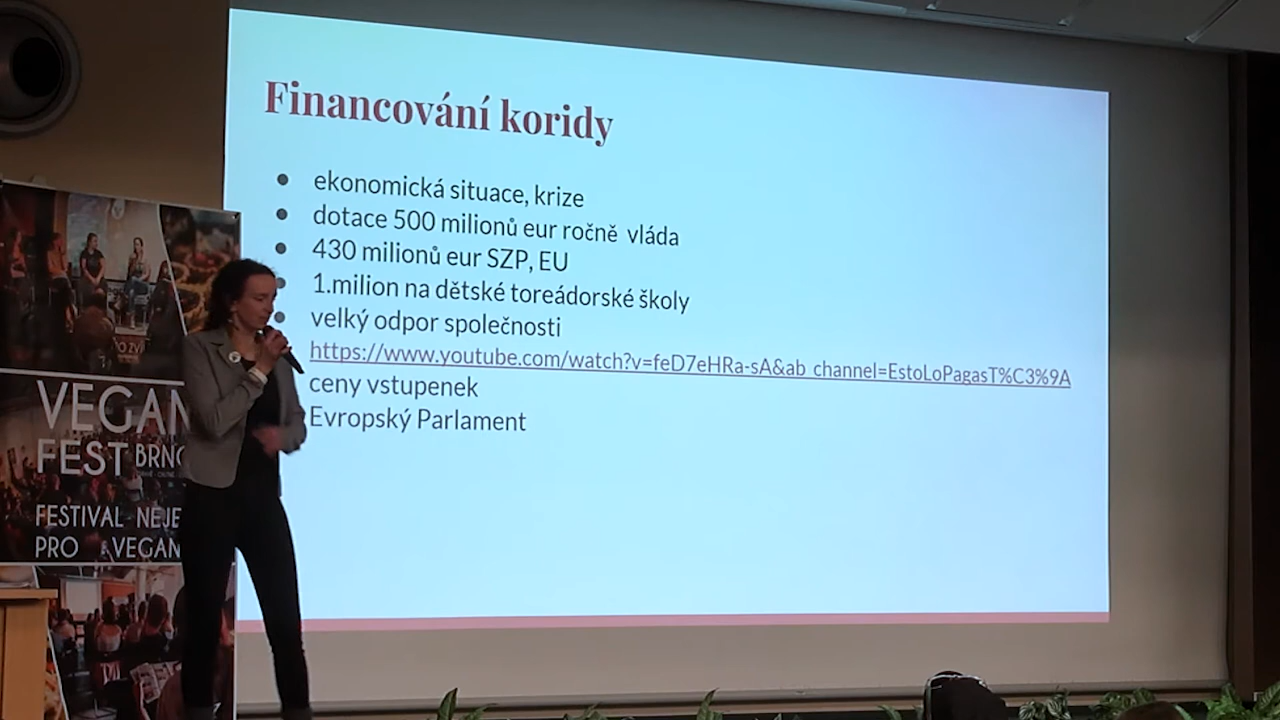 Financování koridy
ekonomická situace, krize
dotace 500 milionů eur ročně vláda
430 milionů eur SZP, EU
1.milion na dětské toreádorské školy
velký odpor společnosti
https://www.youtube.com/watch?v=feD7eHRa-sA&ab_channel=EstoLoPagasT%C3%9A
ceny vstupenek
Evropský Parlament
VEGAN
FEST BRNO
FESTIVAL NEJE
PRO VEGAN